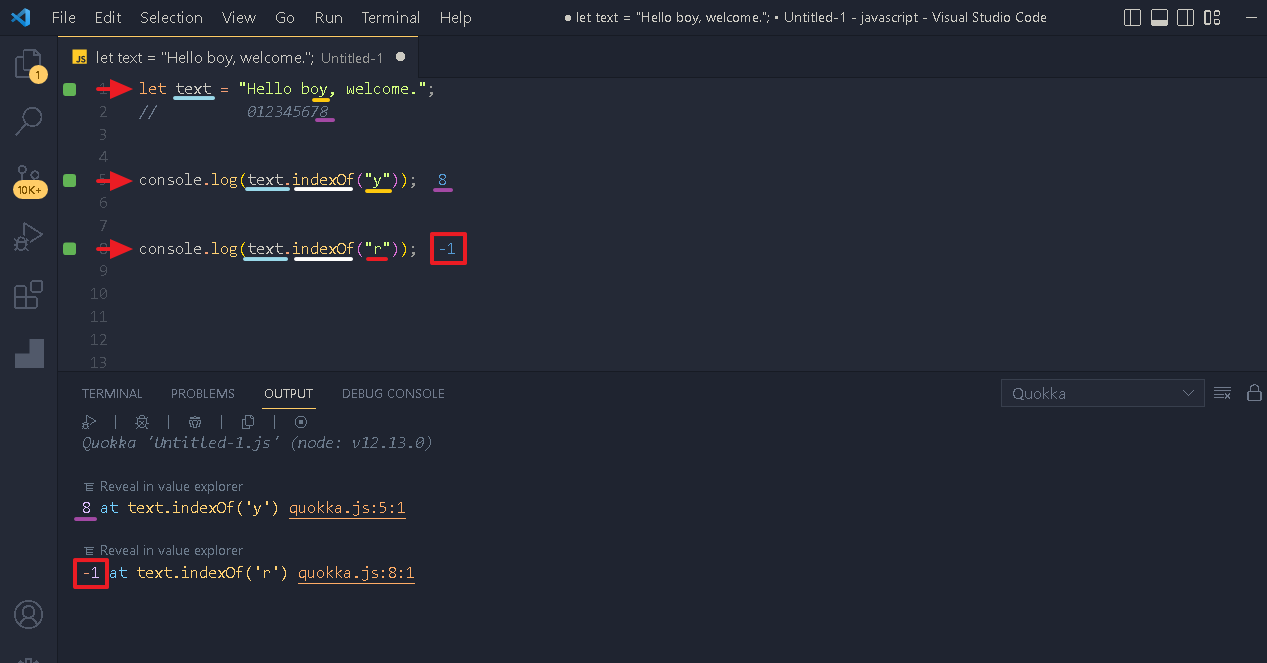 File Edit Selection View Go Run Terminal Help ● let text = "Hello boy, welcome."; • Untitled-1 - javascript - Visual Studio Code
JS let text = "Hello boy, welcome."; Untitled-1 ●
1
10K+
1 let text = "Hello boy, welcome.";
2 // 012345678
3
4
5 console.log(text.indexOf("y")); 8
6
7
8 console.log(text.indexOf("r")); -1
9
10
11
12
13
TERMINAL PROBLEMS OUTPUT DEBUG CONSOLE Quokka
Quokka 'Untitled-1.js' (node: v12.13.0)
Reveal in value explorer
8 at text.indexOf('y') quokka.js:5:1
Reveal in value explorer
-1 at text.indexOf('r') quokka.js:8:1